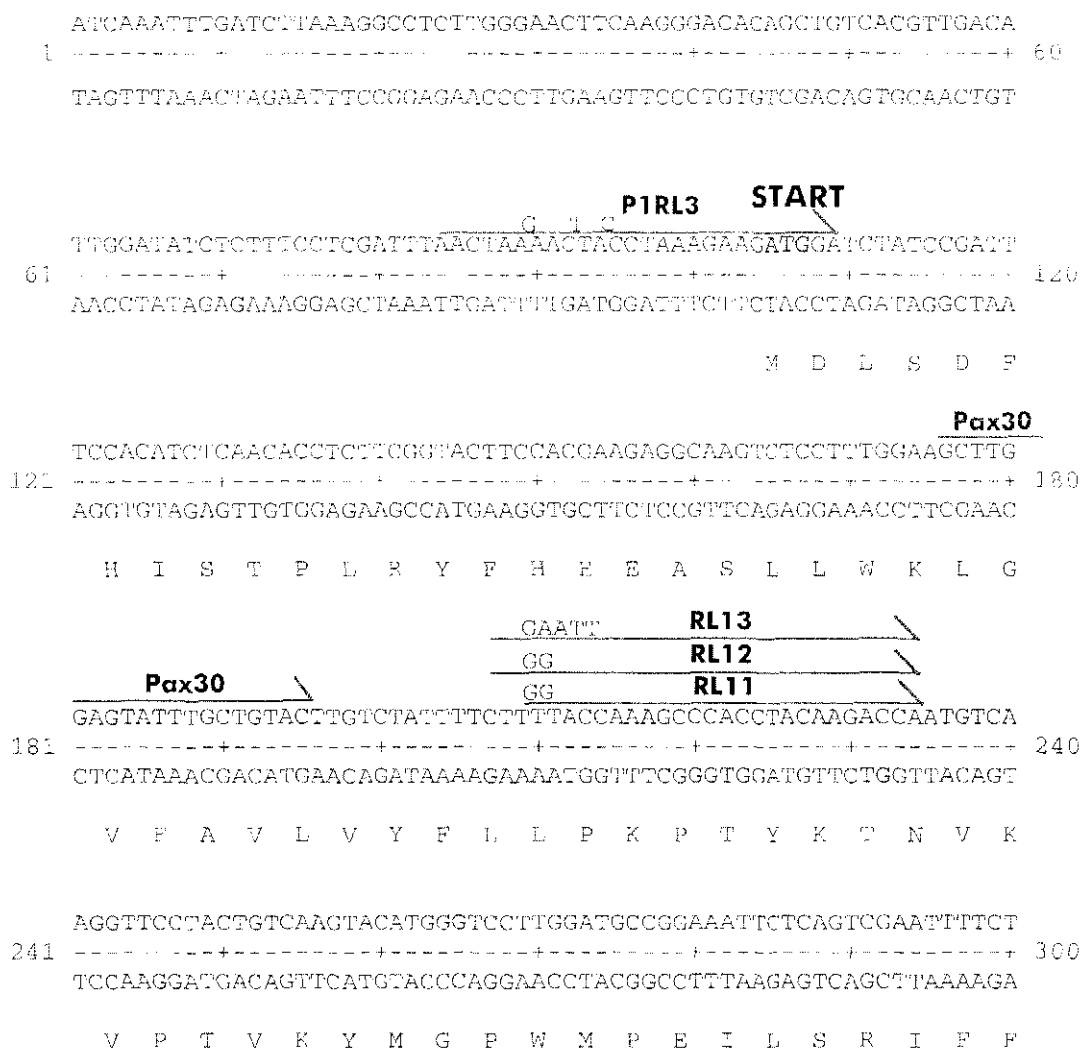 ATCAAATTTGATCTTAAAGGCCTCTTGGGAACTTCAAGGGACACAGCTGTCACGTTGACA
1 ---------+---------+---------+---------+---------+---------+ 60
TAGTTTAAACTAGAATTTCCGGAGAACCCTTGAAGTTCCCTGTGTCGACAGTGCAACTGT
G T G P1RL3 START
TTGGATATCTCTTTCCTCGATTTAACTAAAACTACCTAAAGAAGATGGATCTATCCGATT
61 ---------+---------+---------+---------+---------+---------+ 120
AACCTATAGAGAAAGGAGCTAAATTGATTTTGATGGATTTCTTCTACCTAGATAGGCTAA
M D L S D F
Pax30
TCCACATCTCAACACCTCTTCGGTACTTCCACGAAGAGGCAAGTCTCCTTTGGAAGCTTG
121 ---------+---------+---------+---------+---------+---------+ 180
AGGTGTAGAGTTGTGGAGAAGCCATGAAGGTGCTTCTCCGTTCAGAGGAAACCTTCGAAC
H I S T P L R Y F H E E A S L L W K L G
GAATT RL13
GG RL12
Pax30 GG RL11
GAGTATTTGCTGTACTTGTCTATTTTCTTTTACCAAAGCCCACCTACAAGACCAATGTCA
181 ---------+---------+---------+---------+---------+---------+ 240
CTCATAAACGACATGAACAGATAAAAGAAAATGGTTTCGGGTGGATGTTCTGGTTACAGT
V F A V L V Y F L L P K P T Y K T N V K
AGGTTCCTACTGTCAAGTACATGGGTCCTTGGATGCCGGAAATTCTCAGTCGAATTTTCT
241 ---------+---------+---------+---------+---------+---------+ 300
TCCAAGGATGACAGTTCATGTACCCAGGAACCTACGGCCTTTAAGAGTCAGCTTAAAAGA
V P T V K Y M G P W M P E I L S R I F F